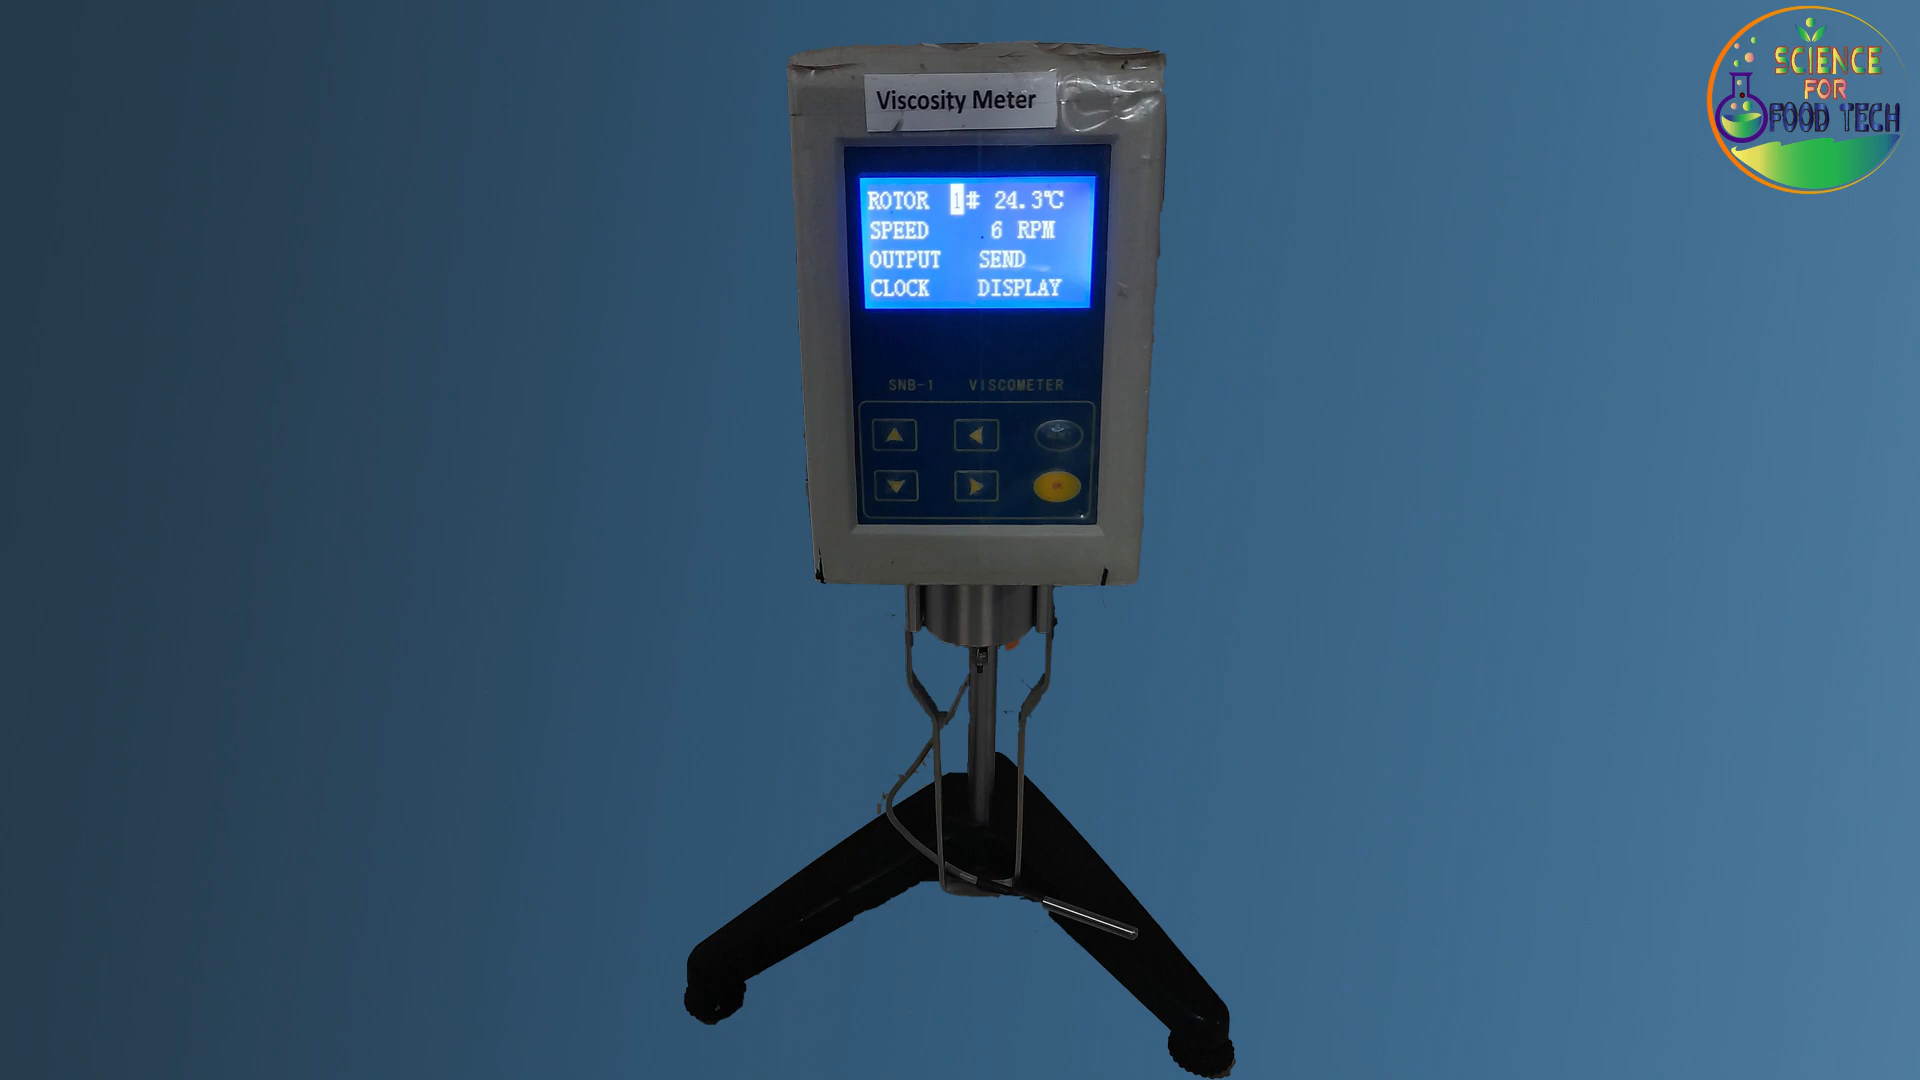 Viscosity Meter
ROTOR 1# 24.3℃
SPEED 6 RPM
OUTPUT SEND
CLOCK DISPLAY
SNB-1 VISCOMETER
OK
SCIENCE
FOR
FOOD TECH